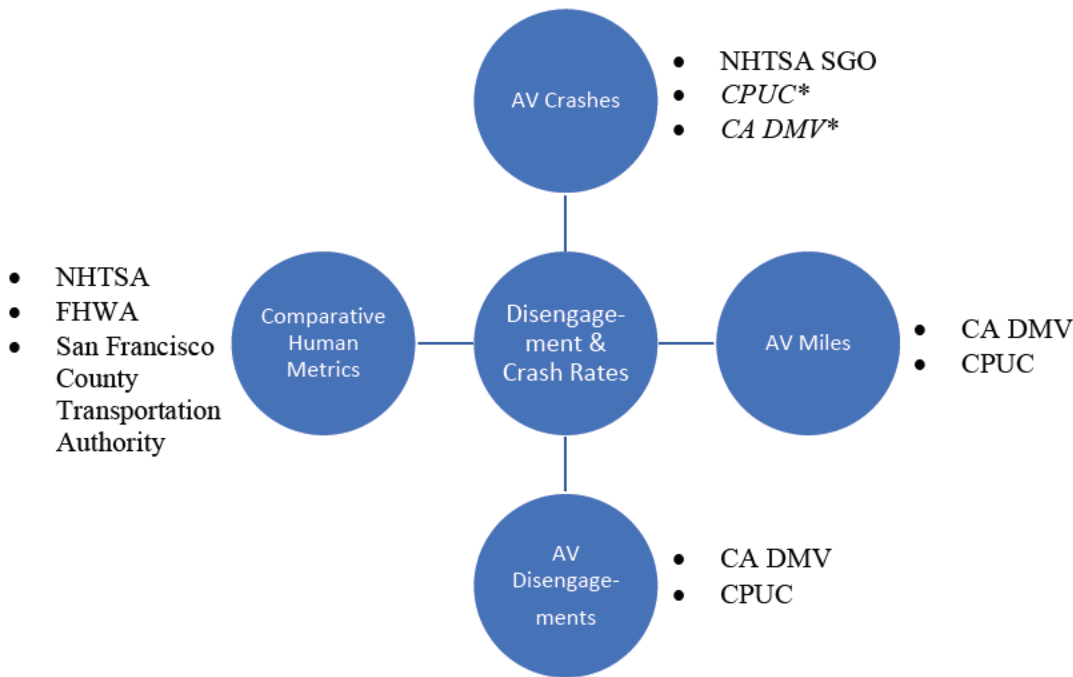 AV Crashes
• NHTSA SGO
• CPUC*
• CA DMV*
• NHTSA
• FHWA
• San Francisco
County
Transportation
Authority
Comparative
Human
Metrics
Disengage-
ment &
Crash Rates
AV Miles
• CA DMV
• CPUC
AV
Disengage-
ments
• CA DMV
• CPUC